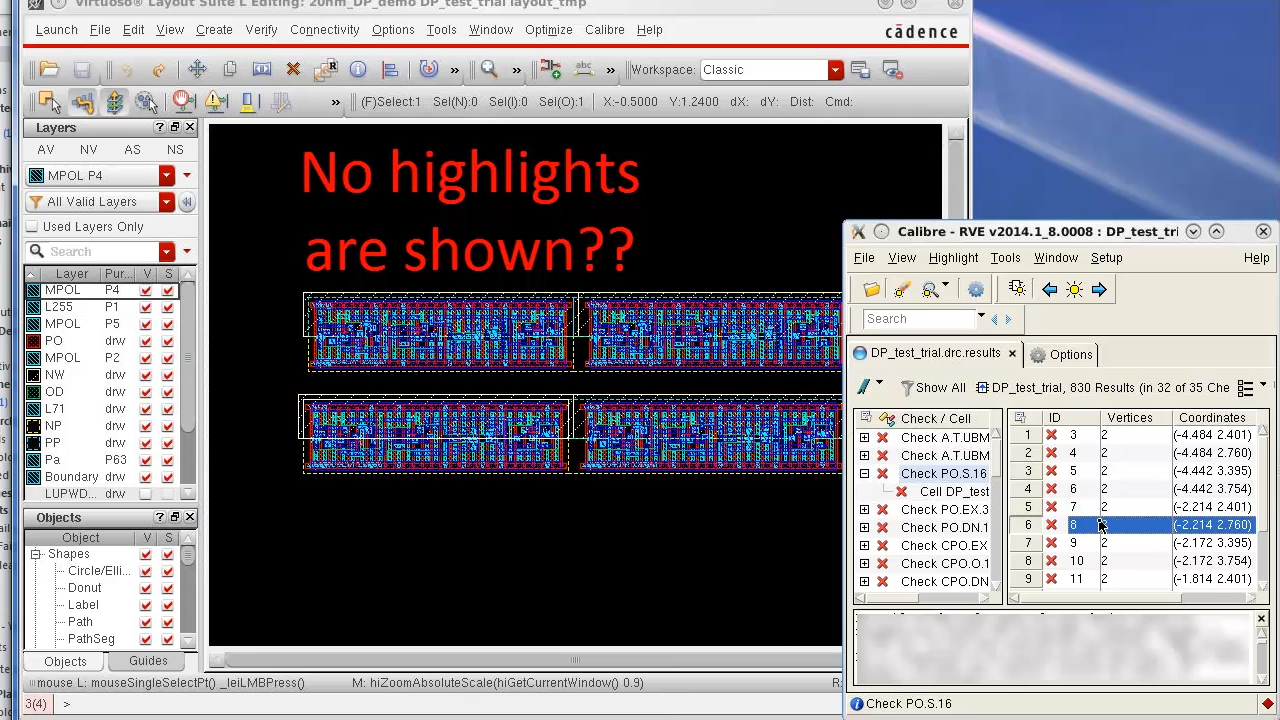 Virtuoso® Layout Suite L Editing: 20nm_DP_demo DP_test_trial layout_tmp
Launch File Edit View Create Verify Connectivity Options Tools Window Optimize Calibre Help
cādence
Workspace: Classic
(F)Select:1 Sel(N):0 Sel(I):0 Sel(O):1 X:-0.5000 Y:1.2400 dX: dY: Dist: Cmd:
Layers
AV NV AS NS
MPOL P4
All Valid Layers
Used Layers Only
Search
Layer Pur... V S
MPOL P4
L255 P1
MPOL P5
PO drw
MPOL P2
NW drw
OD drw
L71 drw
NP drw
PP drw
Pa P63
Boundary drw
LUPWD... drw
Objects
Object V S
Shapes
Circle/Elli...
Donut
Label
Path
PathSeg
Objects Guides
No highlights
are shown??
mouse L: mouseSingleSelectPt() _leiLMBPress()
M: hiZoomAbsoluteScale(hiGetCurrentWindow() 0.9)
R:
3(4) >
Calibre - RVE v2014.1_8.0008 : DP_test_tri
File View Highlight Tools Window Setup Help
Search
DP_test_trial.drc.results
Options
Show All
DP_test_trial, 830 Results (in 32 of 35 Che
Check / Cell
Check A.T.UBM
Check A.T.UBM
Check PO.S.16
Cell DP_test
Check PO.EX.3
Check PO.DN.1
Check CPO.EX
Check CPO.O.1
Check CPO.DN
ID Vertices Coordinates
1 3 2 (-4.484 2.401)
2 4 2 (-4.484 2.760)
3 5 2 (-4.442 3.395)
4 6 2 (-4.442 3.754)
5 7 2 (-2.214 2.401)
6 8 (-2.214 2.760)
7 9 2 (-2.172 3.395)
8 10 2 (-2.172 3.754)
9 11 2 (-1.814 2.401)
Check PO.S.16